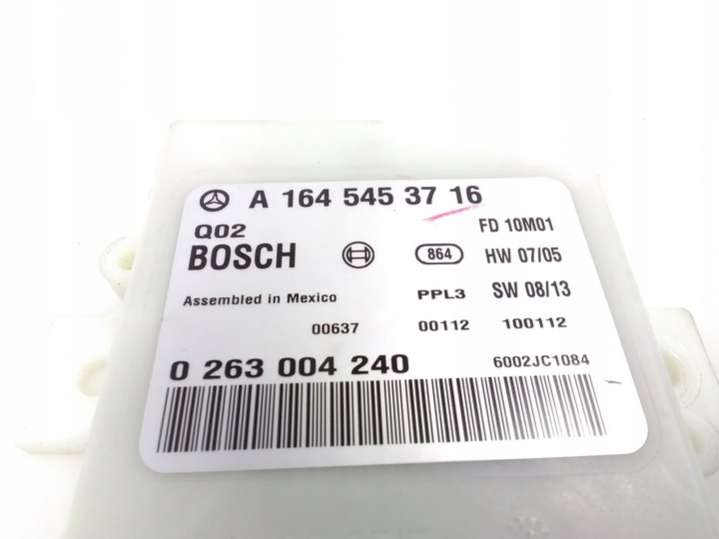 A 164 545 37 16
Q02 FD 10M01
BOSCH 864 HW 07/05
Assembled in Mexico PPL3 SW 08/13
00637 00112 100112
0 263 004 240 6002JC1084